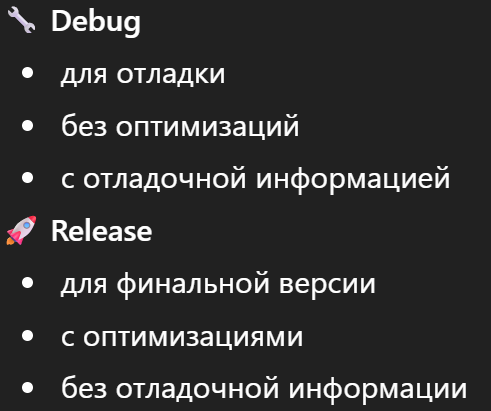 🔧 Debug
• для отладки
• без оптимизаций
• с отладочной информацией
🚀 Release
• для финальной версии
• с оптимизациями
• без отладочной информации